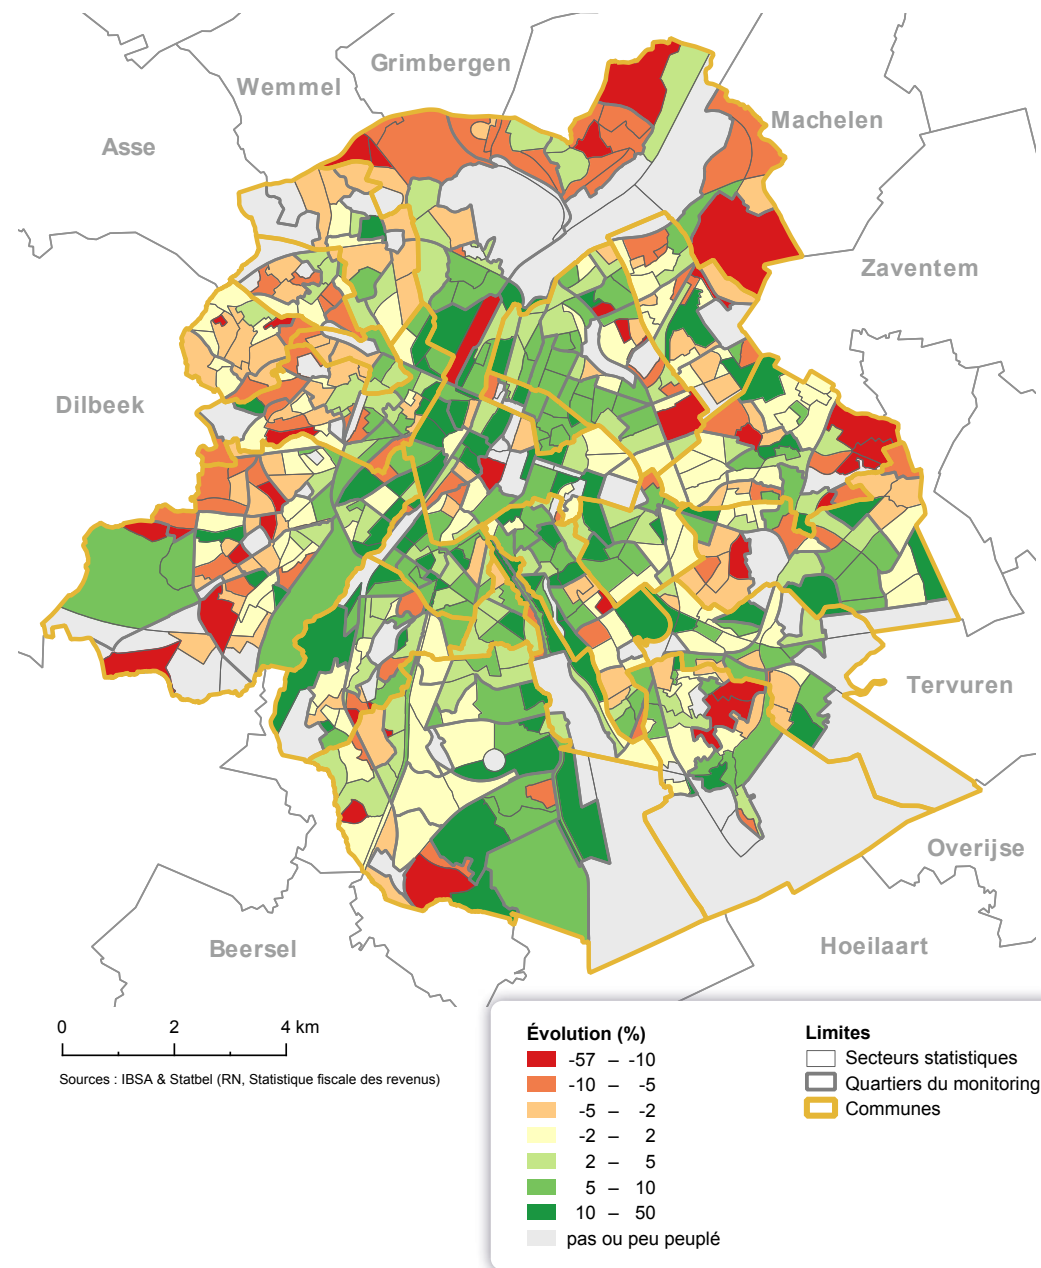 Grimbergen
Wemmel
Machelen
Asse
Zaventem
Dilbeek
Tervuren
Overijse
Beersel
Hoeilaart
0 2 4 km
Sources : IBSA & Statbel (RN, Statistique fiscale des revenus)
Évolution (%)
-57 – -10
-10 – -5
-5 – -2
-2 – 2
2 – 5
5 – 10
10 – 50
pas ou peu peuplé
Limites
Secteurs statistiques
Quartiers du monitoring
Communes